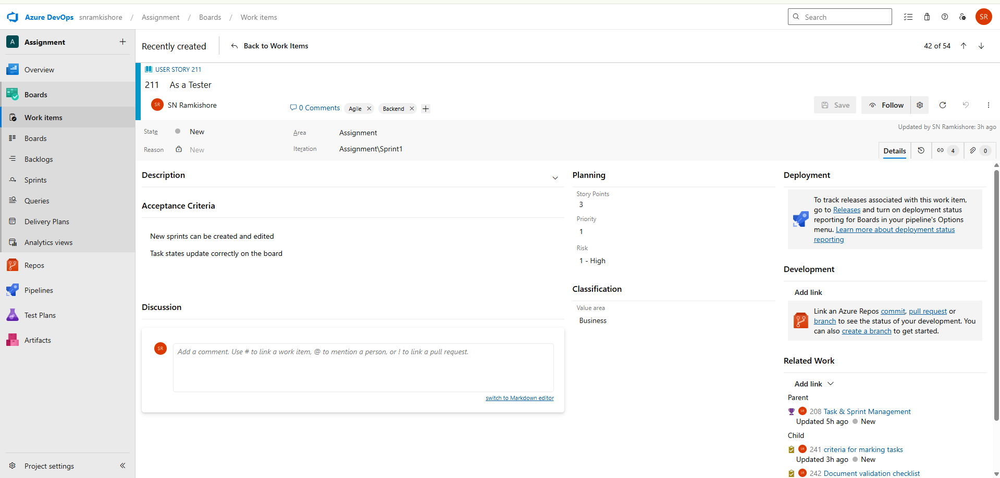 Azure DevOps snramkishore / Assignment / Boards / Work items
Search
SR
A Assignment
Overview
Boards
Work items
Boards
Backlogs
Sprints
Queries
Delivery Plans
Analytics views
Repos
Pipelines
Test Plans
Artifacts
Project settings
Recently created
Back to Work Items
42 of 54
USER STORY 211
211 As a Tester
SR SN Ramkishore
0 Comments
Agile
Backend
Save
Follow
State New
Area Assignment
Reason New
Iteration Assignment\Sprint1
Updated by SN Ramkishore: 3h ago
Details
4
0
Description
Acceptance Criteria
New sprints can be created and edited
Task states update correctly on the board
Discussion
SR
Add a comment. Use # to link a work item, @ to mention a person, or ! to link a pull request.
switch to Markdown editor
Planning
Story Points
3
Priority
1
Risk
1 - High
Classification
Value area
Business
Deployment
To track releases associated with this work item,
go to Releases and turn on deployment status
reporting for Boards in your pipeline's Options
menu. Learn more about deployment status
reporting
Development
Add link
Link an Azure Repos commit, pull request or
branch to see the status of your development. You
can also create a branch to get started.
Related Work
Add link
Parent
SR 208 Task & Sprint Management
Updated 5h ago New
Child
SR 241 criteria for marking tasks
Updated 3h ago New
SR 242 Document validation checklist